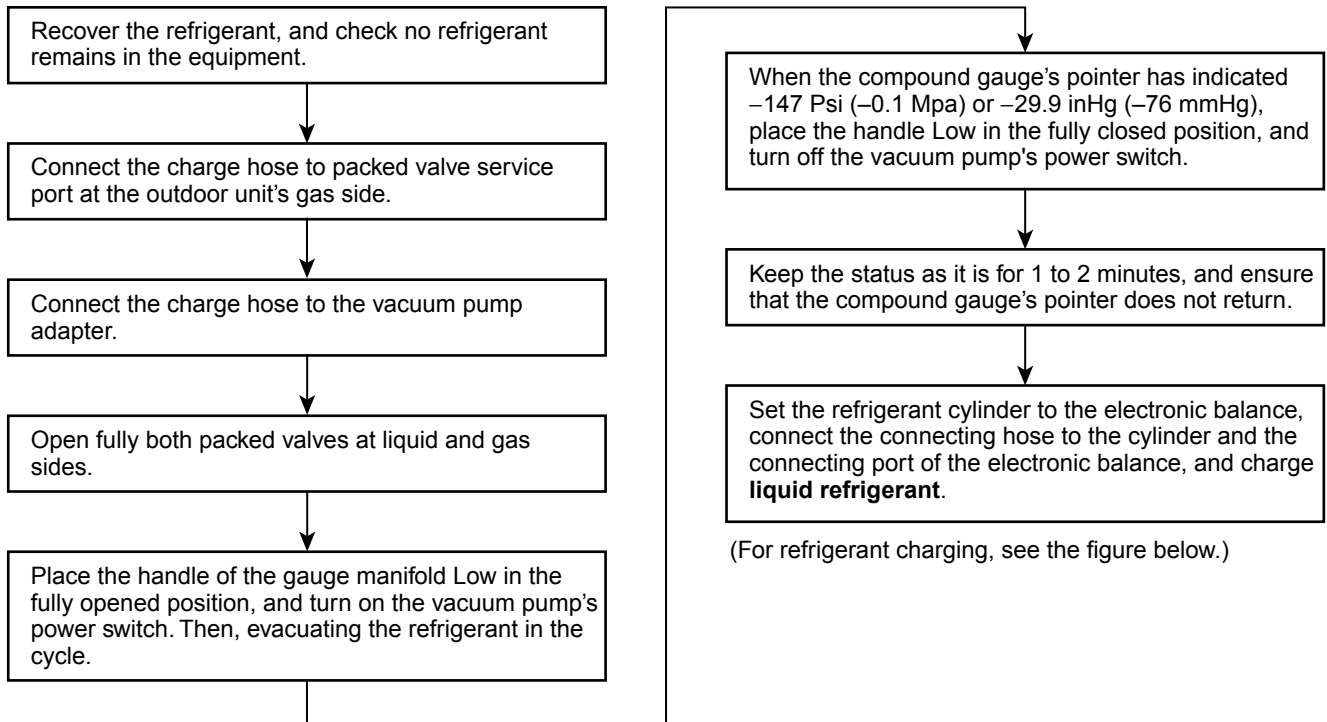 Recover the refrigerant, and check no refrigerant
remains in the equipment.
Connect the charge hose to packed valve service
port at the outdoor unit’s gas side.
Connect the charge hose to the vacuum pump
adapter.
Open fully both packed valves at liquid and gas
sides.
Place the handle of the gauge manifold Low in the
fully opened position, and turn on the vacuum pump’s
power switch. Then, evacuating the refrigerant in the
cycle.
When the compound gauge’s pointer has indicated
−147 Psi (–0.1 Mpa) or −29.9 inHg (–76 mmHg),
place the handle Low in the fully closed position, and
turn off the vacuum pump's power switch.
Keep the status as it is for 1 to 2 minutes, and ensure
that the compound gauge’s pointer does not return.
Set the refrigerant cylinder to the electronic balance,
connect the connecting hose to the cylinder and the
connecting port of the electronic balance, and charge
liquid refrigerant.
(For refrigerant charging, see the figure below.)